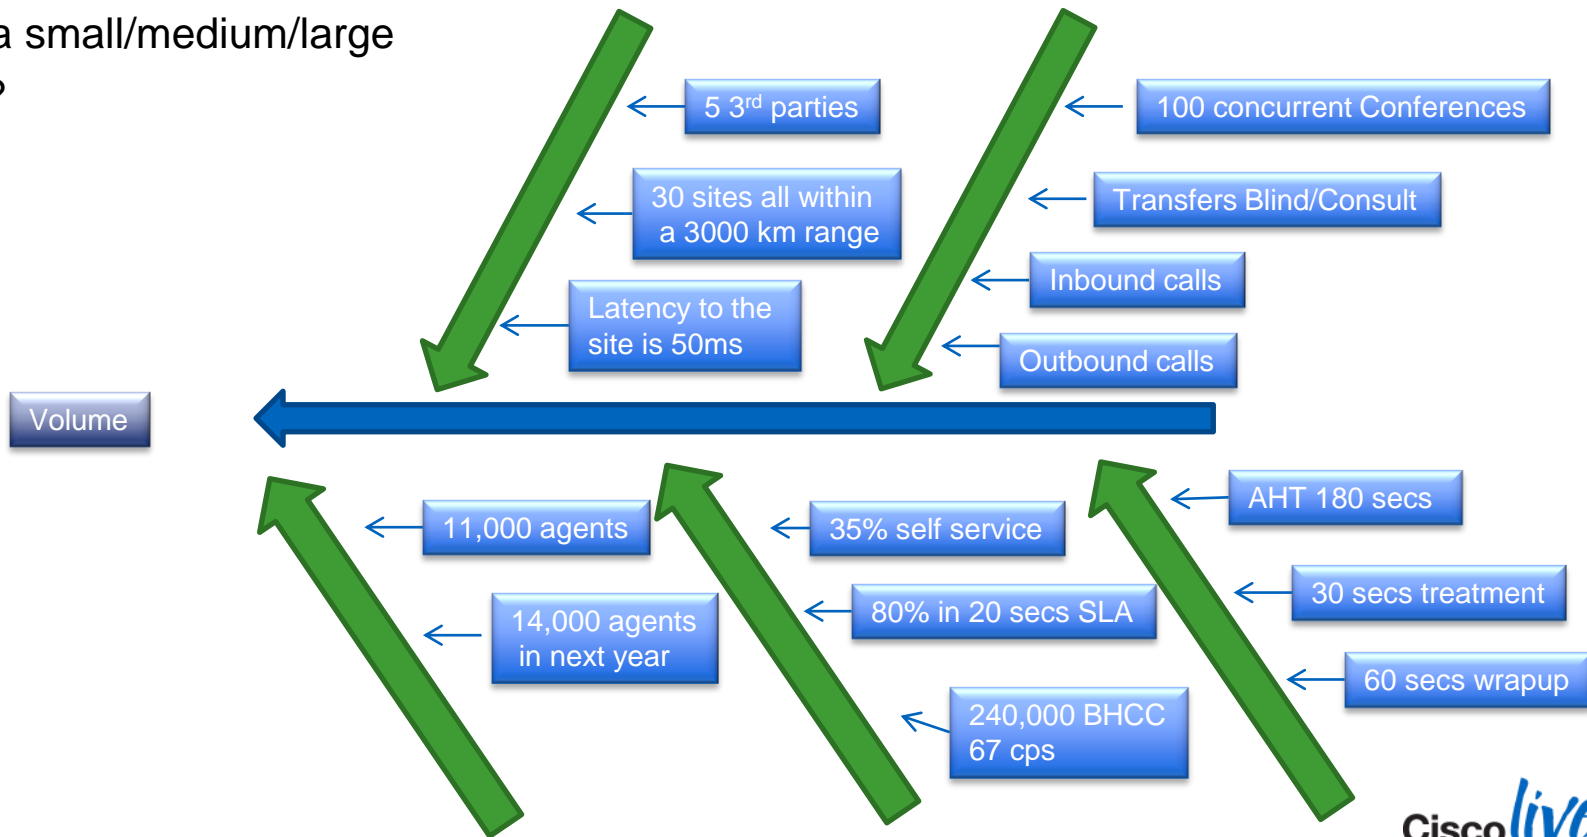 a small/medium/large
?
5 3rd parties
100 concurrent Conferences
30 sites all within
a 3000 km range
Transfers Blind/Consult
Latency to the
site is 50ms
Inbound calls
Outbound calls
Volume
11,000 agents
35% self service
AHT 180 secs
14,000 agents
in next year
80% in 20 secs SLA
30 secs treatment
240,000 BHCC
67 cps
60 secs wrapup
Cisco live